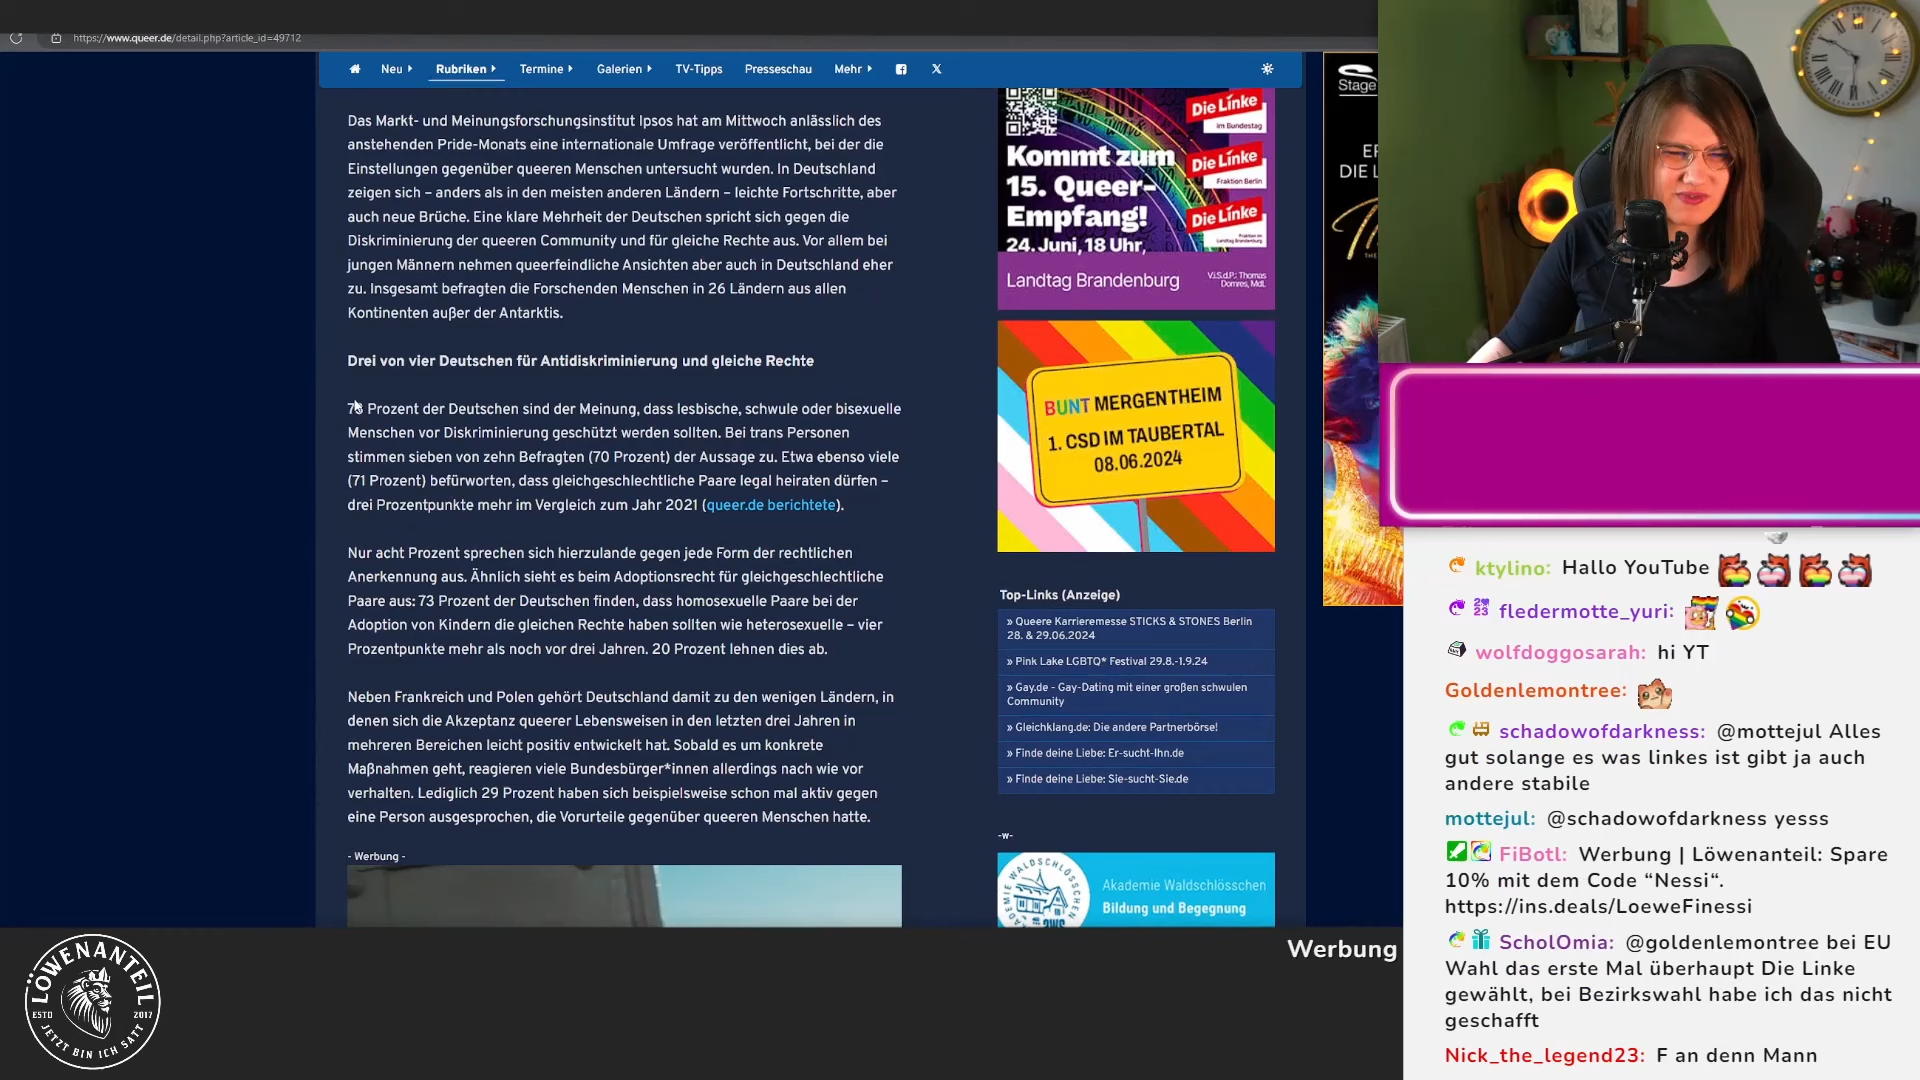 https://www.queer.de/detail.php?article_id=49712
Neu
Rubriken
Termine
Galerien
TV-Tipps
Presseschau
Mehr
Das Markt- und Meinungsforschungsinstitut Ipsos hat am Mittwoch anlässlich des
anstehenden Pride-Monats eine internationale Umfrage veröffentlicht, bei der die
Einstellungen gegenüber queeren Menschen untersucht wurden. In Deutschland
zeigen sich – anders als in den meisten anderen Ländern – leichte Fortschritte, aber
auch neue Brüche. Eine klare Mehrheit der Deutschen spricht sich gegen die
Diskriminierung der queeren Community und für gleiche Rechte aus. Vor allem bei
jungen Männern nehmen queerfeindliche Ansichten aber auch in Deutschland eher
zu. Insgesamt befragten die Forschenden Menschen in 26 Ländern aus allen
Kontinenten außer der Antarktis.
Drei von vier Deutschen für Antidiskriminierung und gleiche Rechte
Prozent der Deutschen sind der Meinung, dass lesbische, schwule oder bisexuelle
Menschen vor Diskriminierung geschützt werden sollten. Bei trans Personen
stimmen sieben von zehn Befragten (70 Prozent) der Aussage zu. Etwa ebenso viele
(71 Prozent) befürworten, dass gleichgeschlechtliche Paare legal heiraten dürfen –
drei Prozentpunkte mehr im Vergleich zum Jahr 2021 (queer.de berichtete).
Nur acht Prozent sprechen sich hierzulande gegen jede Form der rechtlichen
Anerkennung aus. Ähnlich sieht es beim Adoptionsrecht für gleichgeschlechtliche
Paare aus: 73 Prozent der Deutschen finden, dass homosexuelle Paare bei der
Adoption von Kindern die gleichen Rechte haben sollten wie heterosexuelle – vier
Prozentpunkte mehr als noch vor drei Jahren. 20 Prozent lehnen dies ab.
Neben Frankreich und Polen gehört Deutschland damit zu den wenigen Ländern, in
denen sich die Akzeptanz queerer Lebensweisen in den letzten drei Jahren in
mehreren Bereichen leicht positiv entwickelt hat. Sobald es um konkrete
Maßnahmen geht, reagieren viele Bundesbürger*innen allerdings nach wie vor
verhalten. Lediglich 29 Prozent haben sich beispielsweise schon mal aktiv gegen
eine Person ausgesprochen, die Vorurteile gegenüber queeren Menschen hatte.
- Werbung -
Die Linke
im Bundestag
Kommt zum
15. Queer-
Empfang!
24. Juni, 18 Uhr,
Die Linke
Fraktion Berlin
Die Linke
Landtag Brandenburg
V.i.S.d.P.: Thomas
Domres, MdL
BUNT MERGENTHEIM
1. CSD IM TAUBERTAL
08.06.2024
Top-Links (Anzeige)
» Queere Karrieremesse STICKS & STONES Berlin
28. & 29.06.2024
» Pink Lake LGBTQ* Festival 29.8.-1.9.24
» Gay.de - Gay-Dating mit einer großen schwulen
Community
» Gleichklang.de: Die andere Partnerbörse!
» Finde deine Liebe: Er-sucht-Ihn.de
» Finde deine Liebe: Sie-sucht-Sie.de
-w-
AKADEMIE WALDSCHLÖSSCHEN
Akademie Waldschlösschen
Bildung und Begegnung
Stage
DIE L
ktylino: Hallo YouTube
fledermotte_yuri:
wolfdoggosarah: hi YT
Goldenlemontree:
schadowofdarkness: @mottejul Alles
gut solange es was linkes ist gibt ja auch
andere stabile
mottejul: @schadowofdarkness yesss
FiBotl: Werbung | Löwenanteil: Spare
10% mit dem Code “Nessi“.
https://ins.deals/LoeweFinessi
ScholOmia: @goldenlemontree bei EU
Wahl das erste Mal überhaupt Die Linke
gewählt, bei Bezirkswahl habe ich das nicht
geschafft
Nick_the_legend23: F an denn Mann
Werbung
LÖWENANTEIL
ESTD 2017
JETZT BIN ICH SATT